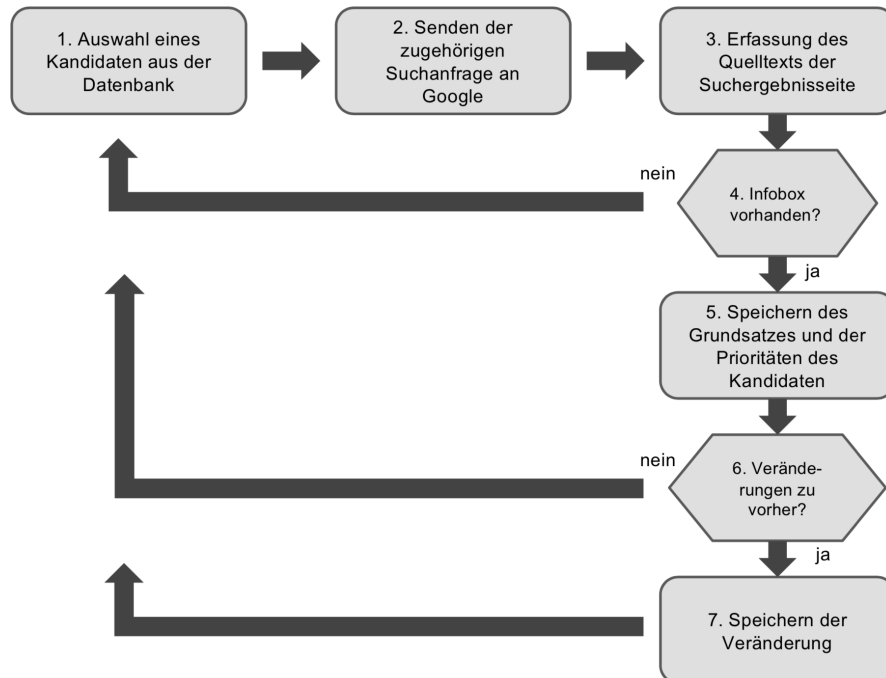 1. Auswahl eines
Kandidaten aus der
Datenbank
2. Senden der
zugehörigen
Suchanfrage an
Google
3. Erfassung des
Quelltexts der
Suchergebnisseite
nein
4. Infobox
vorhanden?
ja
5. Speichern des
Grundsatzes und der
Prioritäten des
Kandidaten
nein
6. Verände-
rungen zu
vorher?
ja
7. Speichern der
Veränderung